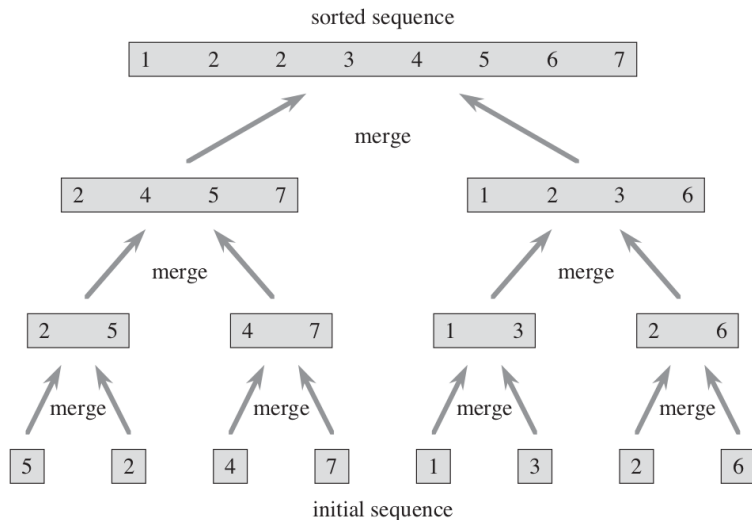 sorted sequence
1 2 2 3 4 5 6 7
merge
2 4 5 7
1 2 3 6
merge
merge
2 5
4 7
1 3
2 6
merge
merge
merge
merge
5
2
4
7
1
3
2
6
initial sequence